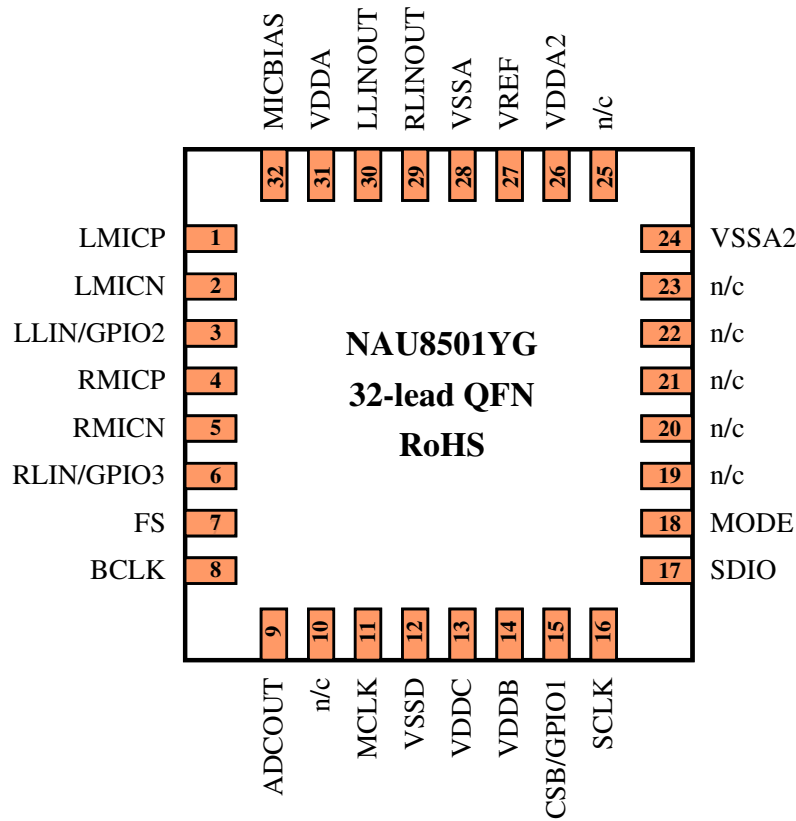 MICBIAS
VDDA
LLINOUT
RLINOUT
VSSA
VREF
VDDA2
n/c
32
31
30
29
28
27
26
25
LMICP 1
LMICN 2
LLIN/GPIO2 3
RMICP 4
RMICN 5
RLIN/GPIO3 6
FS 7
BCLK 8
NAU8501YG
32-lead QFN
RoHS
24 VSSA2
23 n/c
22 n/c
21 n/c
20 n/c
19 n/c
18 MODE
17 SDIO
9
10
11
12
13
14
15
16
ADCOUT
n/c
MCLK
VSSD
VDDC
VDDB
CSB/GPIO1
SCLK